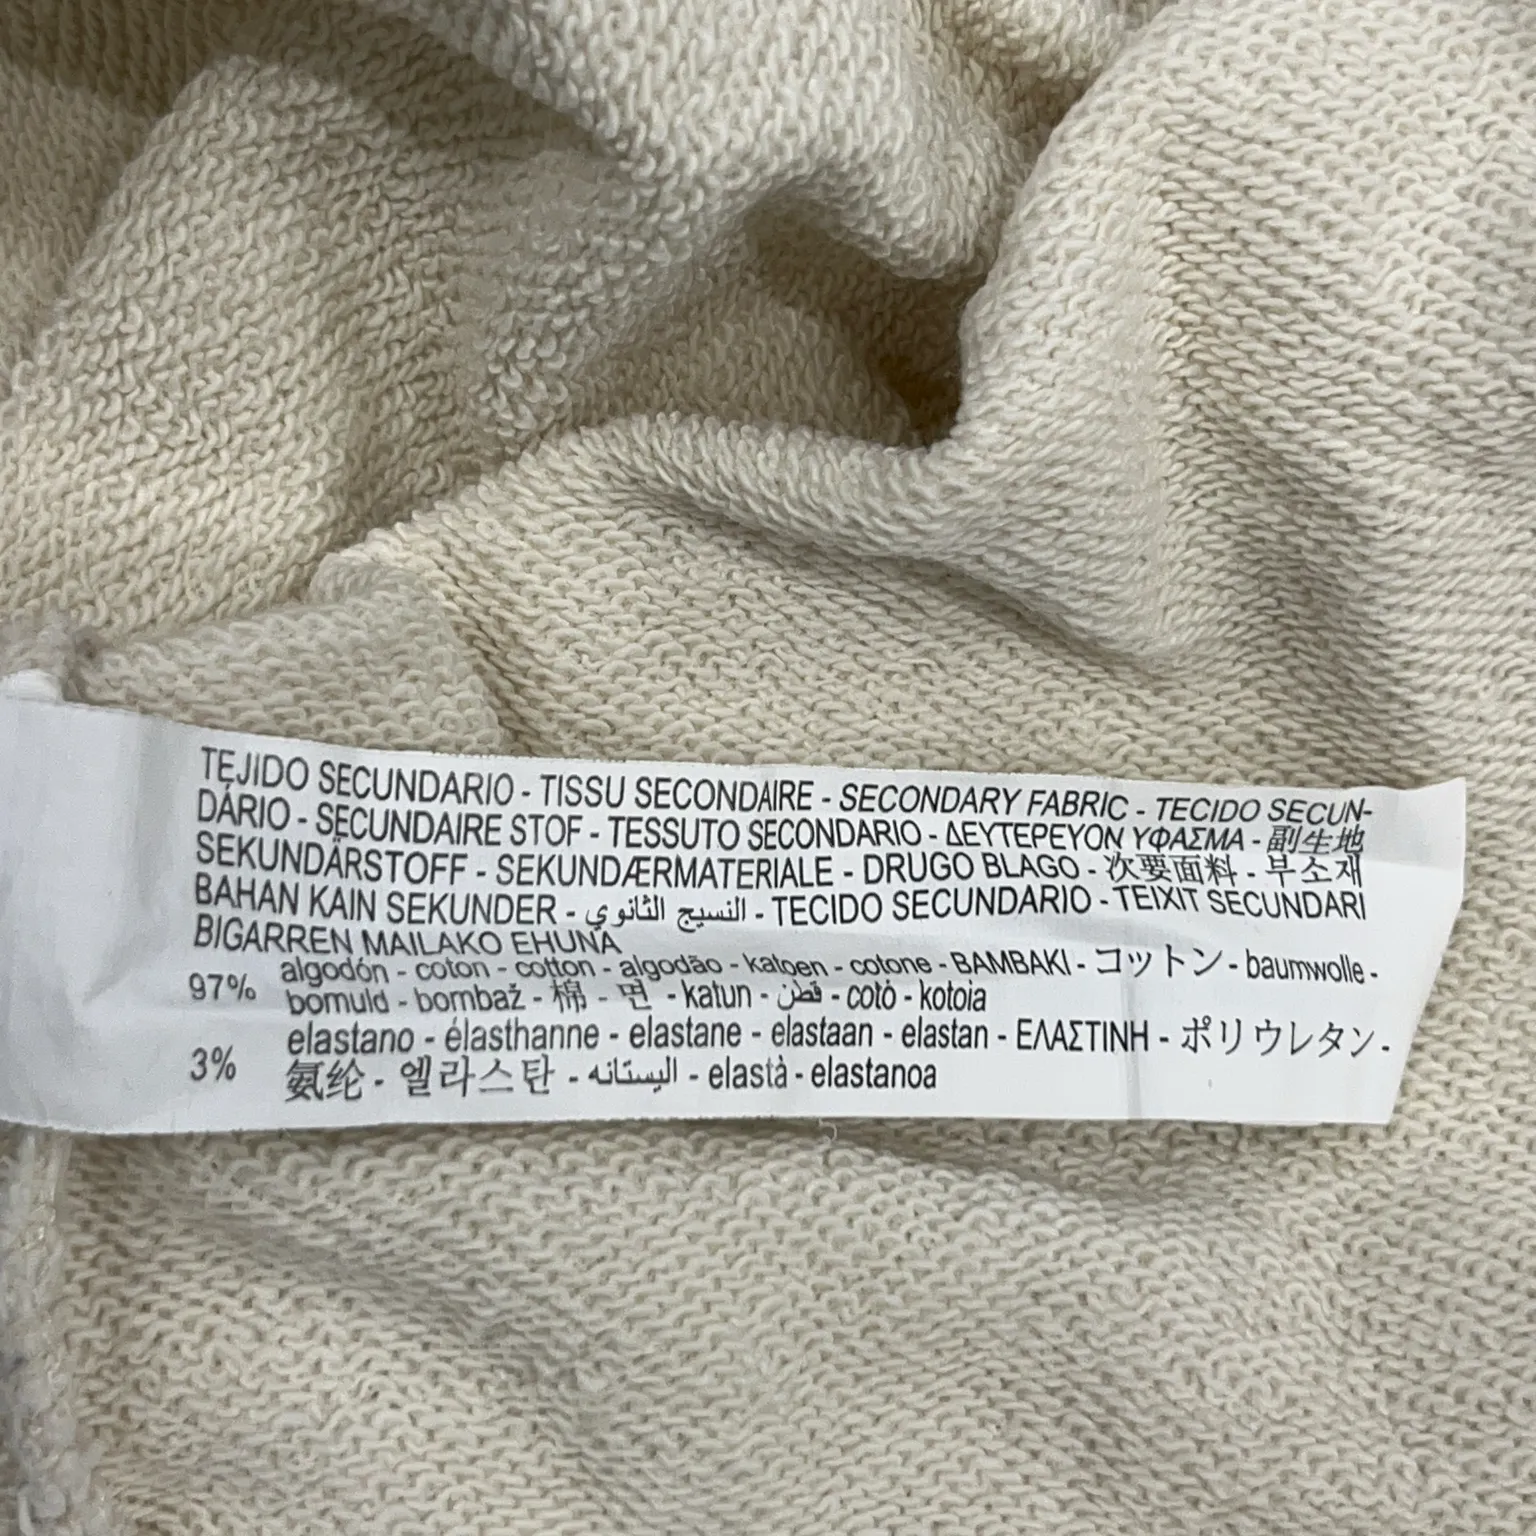 TEJIDO SECUNDARIO - TISSU SECONDAIRE - SECONDARY FABRIC - TECIDO SECUN-
DÁRIO - SECUNDAIRE STOF - TESSUTO SECONDARIO - ΔΕΥΤΕΡΕΥΟΝ ΥΦΑΣΜΑ - 副生地
SEKUNDÄRSTOFF - SEKUNDÆRMATERIALE - DRUGO BLAGO - 次要面料 - 부소재
BAHAN KAIN SEKUNDER - النسيج الثانوي - TECIDO SECUNDARIO - TEIXIT SECUNDARI
BIGARREN MAILAKO EHUNA
97% algodón - coton - cotton - algodão - katoen - cotone - ΒΑΜΒΑΚΙ - コットン - baumwolle -
bomuld - bombaž - 棉 - 면 - katun - قطن - cotó - kotoia
3% elastano - élasthanne - elastane - elastaan - elastan - ΕΛΑΣΤΙΝΗ - ポリウレタン -
氨纶 - 엘라스탄 - اليستانه - elastà - elastanoa